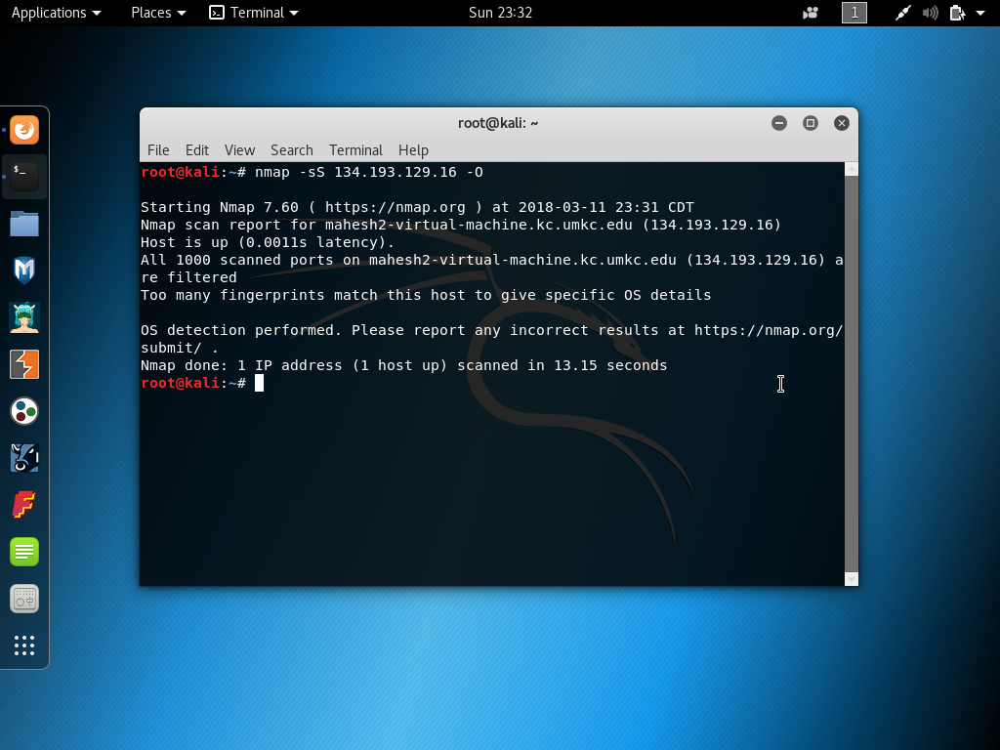 Applications Places Terminal Sun 23:32 1
root@kali: ~
File Edit View Search Terminal Help
root@kali:~# nmap -sS 134.193.129.16 -O
Starting Nmap 7.60 ( https://nmap.org ) at 2018-03-11 23:31 CDT
Nmap scan report for mahesh2-virtual-machine.kc.umkc.edu (134.193.129.16)
Host is up (0.0011s latency).
All 1000 scanned ports on mahesh2-virtual-machine.kc.umkc.edu (134.193.129.16) a
re filtered
Too many fingerprints match this host to give specific OS details
OS detection performed. Please report any incorrect results at https://nmap.org/
submit/ .
Nmap done: 1 IP address (1 host up) scanned in 13.15 seconds
root@kali:~#